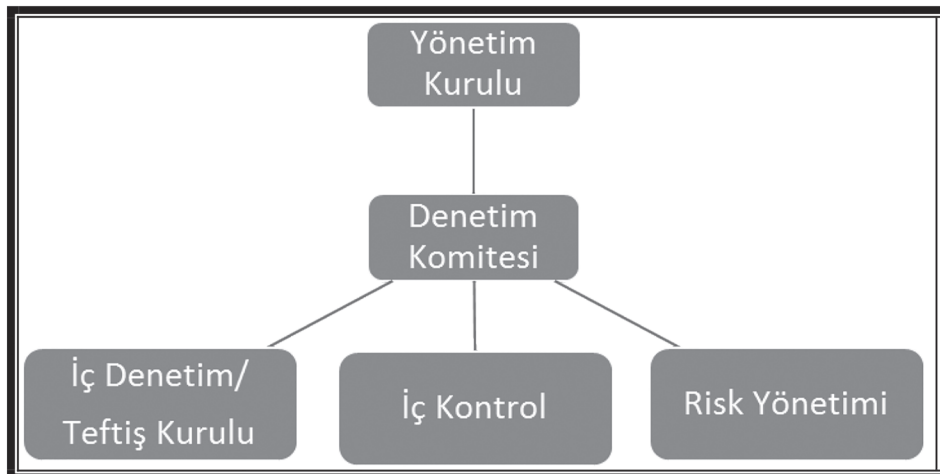 Yönetim
Kurulu
Denetim
Komitesi
İç Denetim/
Teftiş Kurulu
İç Kontrol
Risk Yönetimi